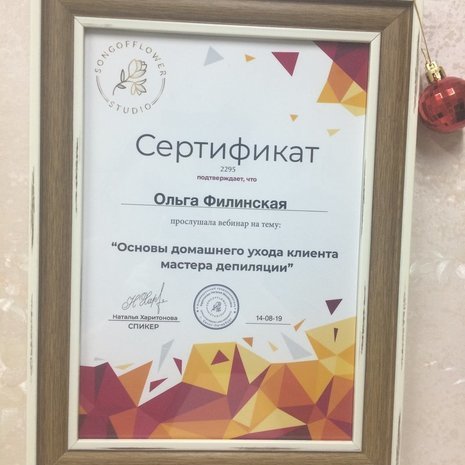 SONGOFFLOWER
STUDIO
Сертификат
2295
подтверждает, что
Ольга Филинская
прослушала вебинар на тему:
“Основы домашнего ухода клиента
мастера депиляции”
Наталья Харитонова
14-08-19
СПИКЕР